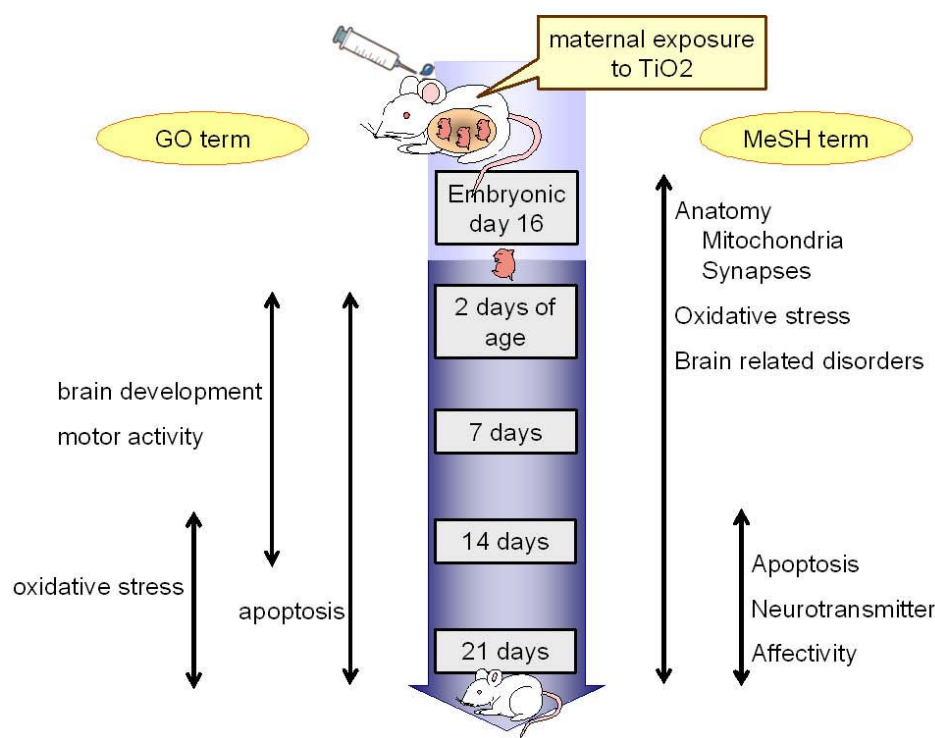 maternal exposure
to TiO2
GO term
MeSH term
Embryonic
day 16
Anatomy
Mitochondria
Synapses
Oxidative stress
Brain related disorders
2 days of
age
brain development
motor activity
7 days
14 days
oxidative stress
apoptosis
Apoptosis
Neurotransmitter
Affectivity
21 days